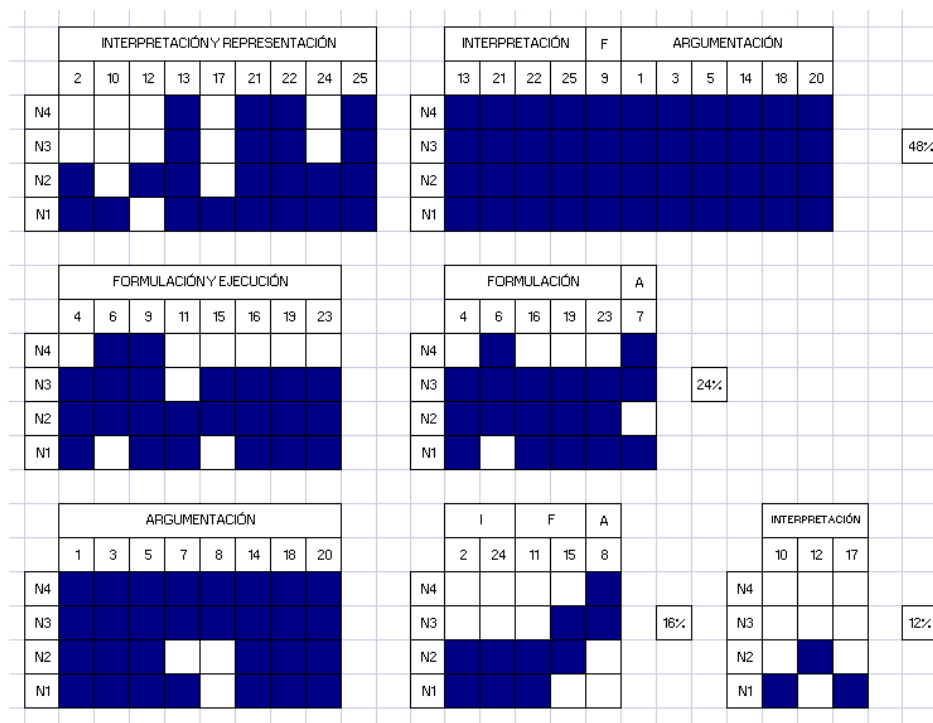 INTERPRETACIÓN Y REPRESENTACIÓN
2 10 12 13 17 21 22 24 25
N4
N3
N2
N1
INTERPRETACIÓN F ARGUMENTACIÓN
13 21 22 25 9 1 3 5 14 18 20
N4
N3 48%
N2
N1
FORMULACIÓN Y EJECUCIÓN
4 6 9 11 15 16 19 23
N4
N3
N2
N1
FORMULACIÓN A
4 6 16 19 23 7
N4
N3 24%
N2
N1
ARGUMENTACIÓN
1 3 5 7 8 14 18 20
N4
N3
N2
N1
I F A
2 24 11 15 8
N4
N3 16%
N2
N1
INTERPRETACIÓN
10 12 17
N4
N3 12%
N2
N1